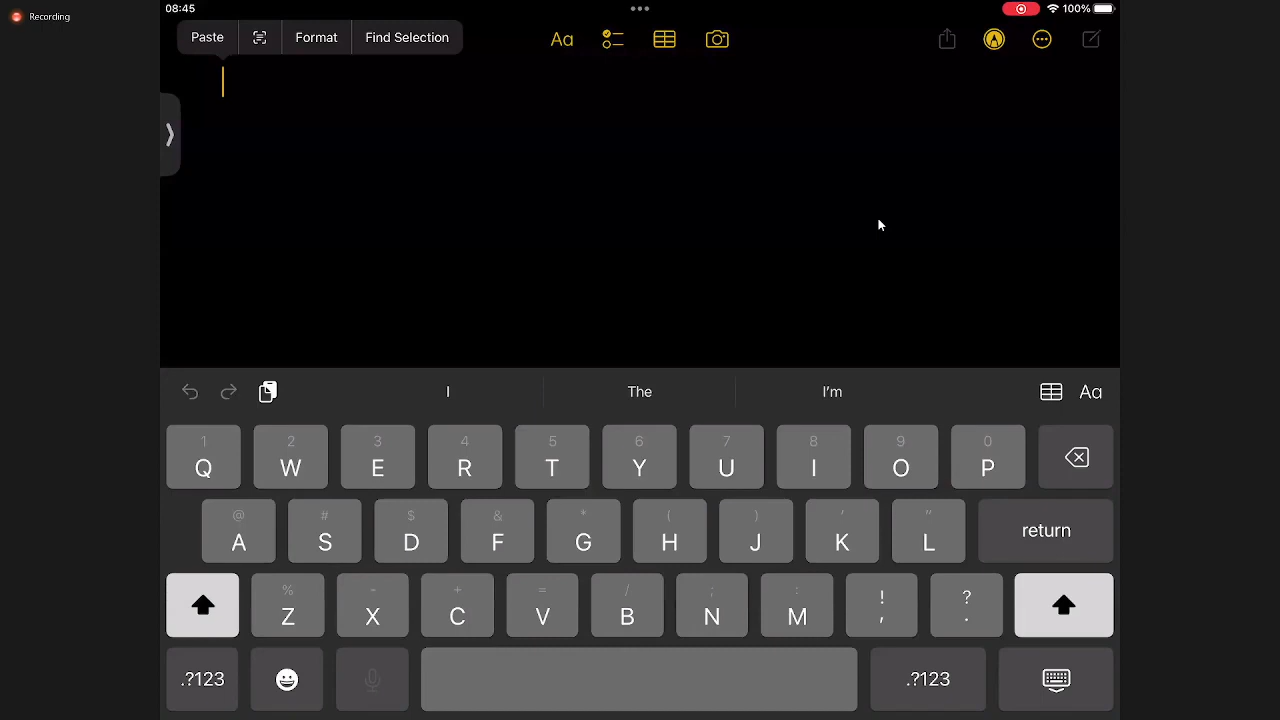 Recording
08:45
100%
Paste Format Find Selection
Aa
I The I'm Aa
1 2 3 4 5 6 7 8 9 0
Q W E R T Y U I O P
@ # $ & * ( ) ' "
A S D F G H J K L return
% - + = / ; : ! ?
Z X C V B N M , .
.?123 .?123